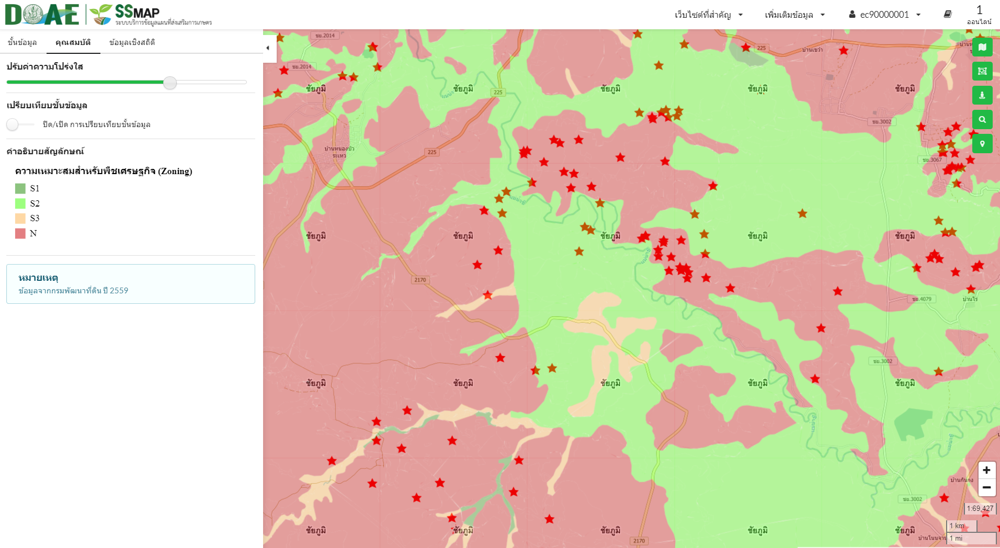 DOAE
SSMAP
ระบบบริการข้อมูลแผนที่ส่งเสริมการเกษตร
เว็บไซต์ที่สำคัญ
เพิ่มเติมข้อมูล
ec90000001
1
ออนไลน์
ชั้นข้อมูล
คุณสมบัติ
ข้อมูลเชิงสถิติ
ปรับค่าความโปร่งใส
เปรียบเทียบชั้นข้อมูล
ปิด/เปิด การเปรียบเทียบชั้นข้อมูล
คำอธิบายสัญลักษณ์
ความเหมาะสมสำหรับพืชเศรษฐกิจ (Zoning)
S1
S2
S3
N
หมายเหตุ
ข้อมูลจากกรมพัฒนาที่ดิน ปี 2559
ชย.2014
225
บ้านเขว้า
ชย.2014
ชัยภูมิ
ชัยภูมิ
225
ชัยภูมิ
ชัยภูมิ
ชัยภูมิ
ชย.3002
บ้านหนองบัว
ระเหว
225
ชย.3067
แม่น้ำชี
ชัยภูมิ
ชัยภูมิ
ชัยภูมิ
ชัยภูมิ
ชัยภูมิ
แม่น้ำชี
2170
ชย.4079
บ้านไร่
ชย.3002
ชัยภูมิ
ชัยภูมิ
ชัยภูมิ
ชัยภูมิ
ชัยภูมิ
แม่น้ำชี
แม่น้ำชี
บ้านกันกง
ชย.3002
1:69,427
1 km
ชัยภูมิ
ชัยภูมิ
ชัยภูมิ
ชัยภูมิ
ชัยภูมิ
2170
1 mi